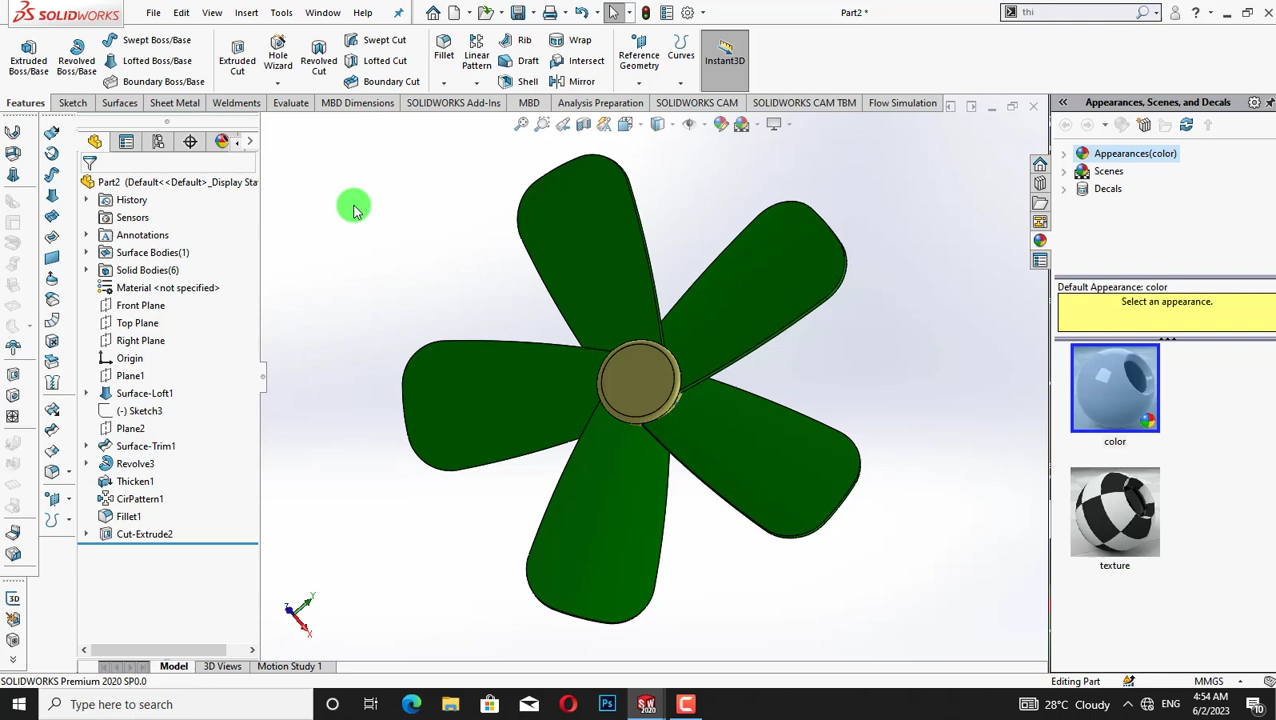 SOLIDWORKS File Edit View Insert Tools Window Help Part2 * thi
Extruded Boss/Base
Revolved Boss/Base
Swept Boss/Base
Lofted Boss/Base
Boundary Boss/Base
Extruded Cut
Hole Wizard
Revolved Cut
Swept Cut
Lofted Cut
Boundary Cut
Fillet
Linear Pattern
Rib
Draft
Shell
Wrap
Intersect
Mirror
Reference Geometry
Curves
Instant3D
Features Sketch Surfaces Sheet Metal Weldments Evaluate MBD Dimensions SOLIDWORKS Add-Ins MBD Analysis Preparation SOLIDWORKS CAM SOLIDWORKS CAM TBM Flow Simulation
Part2 (Default<<Default>_Display Sta
History
Sensors
Annotations
Surface Bodies(1)
Solid Bodies(6)
Material <not specified>
Front Plane
Top Plane
Right Plane
Origin
Plane1
Surface-Loft1
(-) Sketch3
Plane2
Surface-Trim1
Revolve3
Thicken1
CirPattern1
Fillet1
Cut-Extrude2
Y
Z
X
Appearances, Scenes, and Decals
Appearances(color)
Scenes
Decals
Default Appearance: color
Select an appearance.
color
texture
Model 3D Views Motion Study 1
SOLIDWORKS Premium 2020 SP0.0 Editing Part MMGS
Type here to search
28°C Cloudy ENG
4:54 AM
6/2/2023